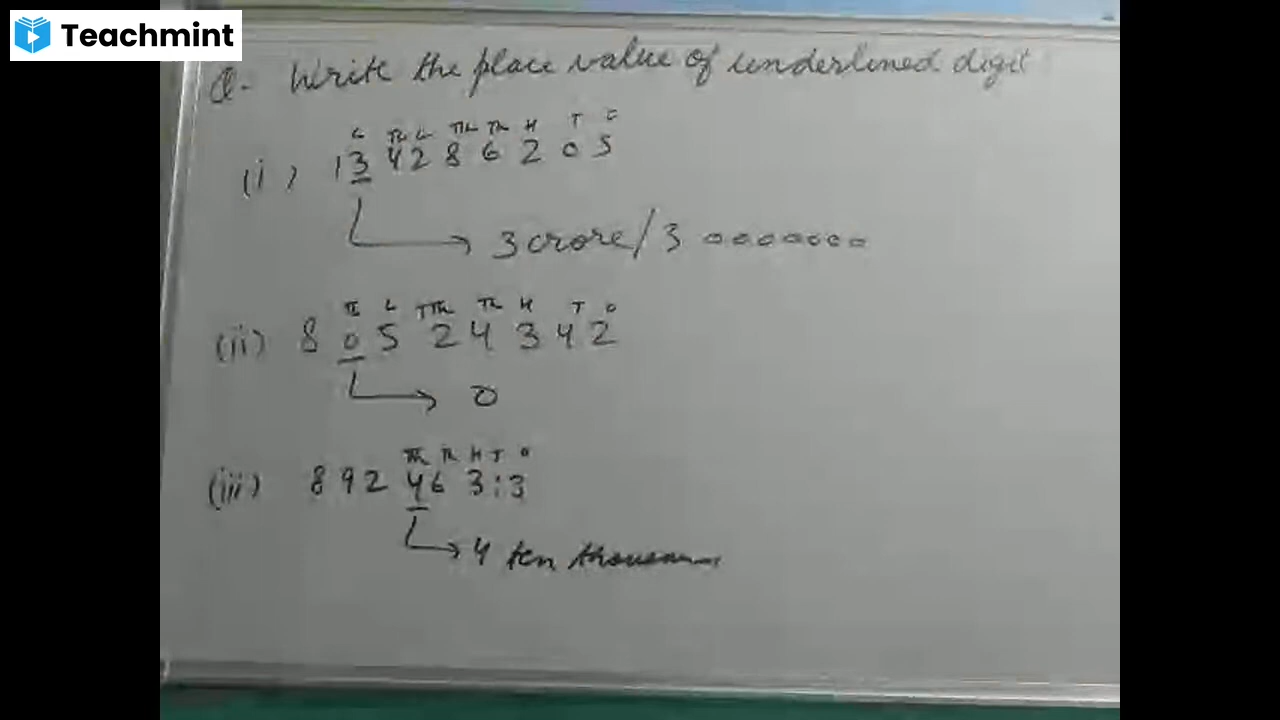 Teachmint
Q. Write the place value of underlined digit
C TL L TTh Th H T O
(i) 1 3 4 2 8 6 2 0 5
3 crore/3 0000000
TL L TTh Th H T O
(ii) 8 0 5 2 4 3 4 2
0
TTh Th H T O
(iii) 8 9 2 4 6 3 3
4 ten